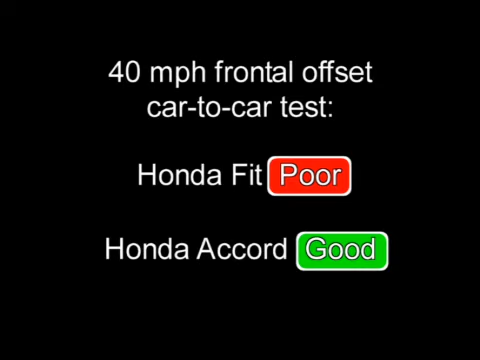 40 mph frontal offset
car-to-car test:
Honda Fit Poor
Honda Accord Good